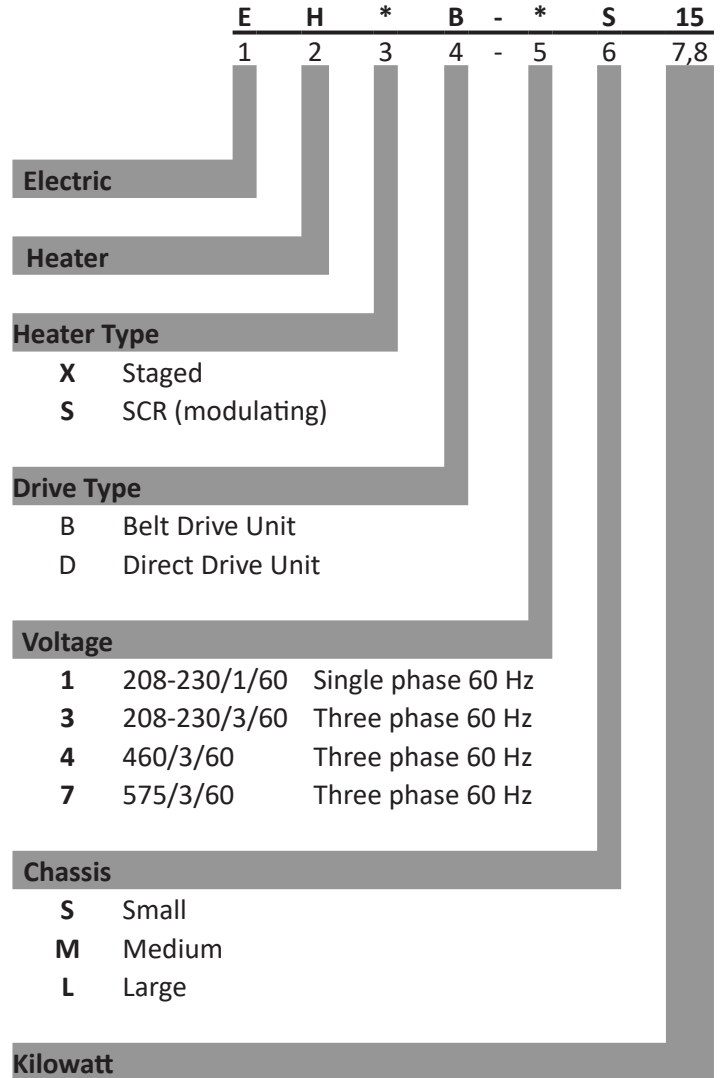 E H * B - * S 15
1 2 3 4 - 5 6 7,8
Electric
Heater
Heater Type
X Staged
S SCR (modulating)
Drive Type
B Belt Drive Unit
D Direct Drive Unit
Voltage
1 208-230/1/60 Single phase 60 Hz
3 208-230/3/60 Three phase 60 Hz
4 460/3/60 Three phase 60 Hz
7 575/3/60 Three phase 60 Hz
Chassis
S Small
M Medium
L Large
Kilowatt